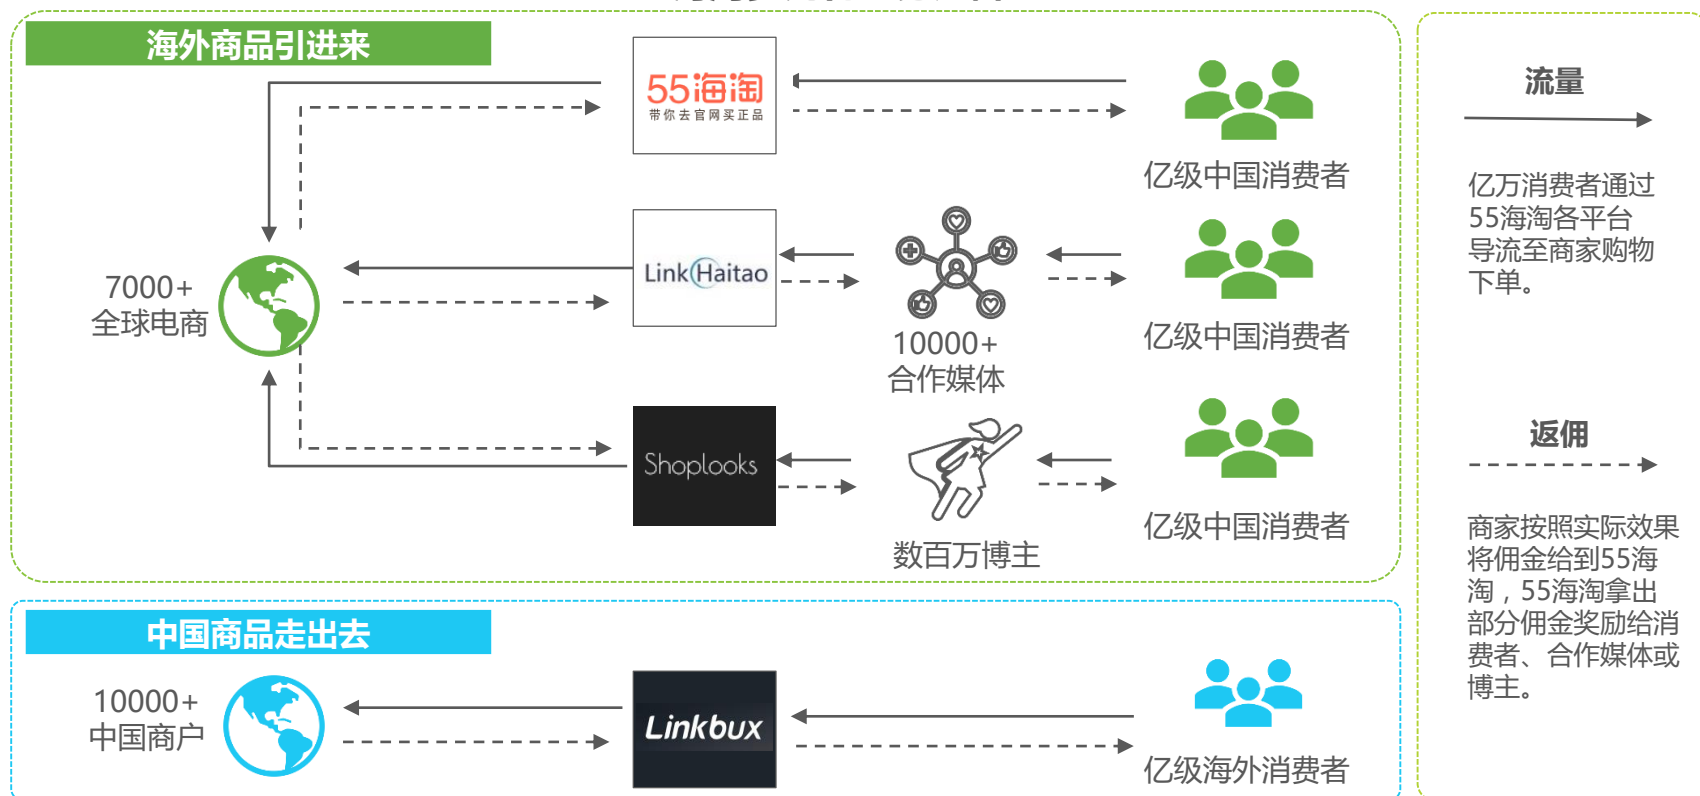 海外商品引进来
55海淘
带你去官网买正品
亿级中国消费者
7000+
全球电商
Link Haitao
10000+
合作媒体
亿级中国消费者
Shoplooks
数百万博主
亿级中国消费者
中国商品走出去
10000+
中国商户
Linkbux
亿级海外消费者
流量
亿万消费者通过
55海淘各平台
导流至商家购物
下单。
返佣
商家按照实际效果
将佣金给到55海
淘，55海淘拿出
部分佣金奖励给消
费者、合作媒体或
博主。